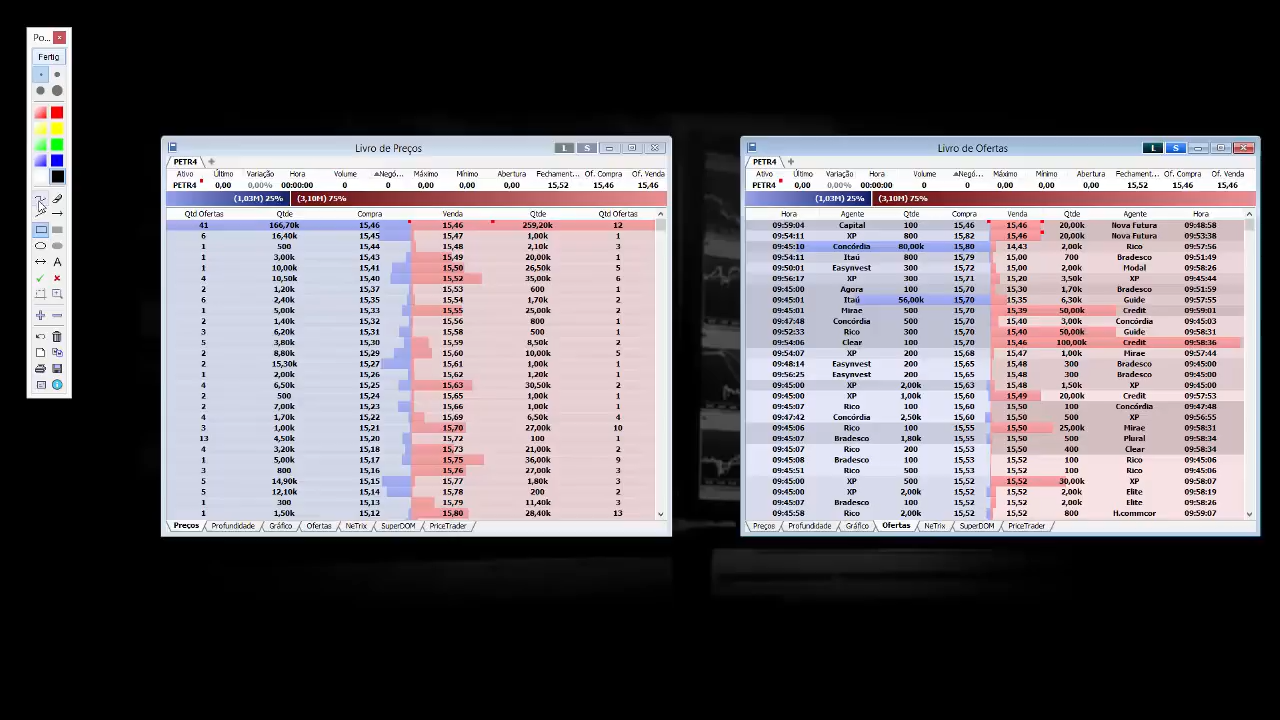 Po...
Fertig
A
Livro de Preços
L S
PETR4
Ativo Último Variação Hora Volume Negó... Máximo Mínimo Abertura Fechament... Of. Compra Of. Venda
PETR4 0,00 0,00% 00:00:00 0 0 0,00 0,00 0,00 15,52 15,46 15,46
(1,03M) 25% (3,10M) 75%
Qtd Ofertas Qtde Compra Venda Qtde Qtd Ofertas
41 166,70k 15,46 15,46 259,20k 12
6 16,40k 15,45 15,47 1,00k 1
1 500 15,44 15,48 2,10k 3
1 3,00k 15,43 15,49 20,00k 1
1 10,00k 15,41 15,50 26,50k 5
4 10,50k 15,40 15,52 35,00k 6
2 1,20k 15,37 15,53 600 1
6 2,40k 15,35 15,54 1,70k 2
1 5,00k 15,33 15,55 25,00k 2
2 1,40k 15,32 15,56 800 1
3 6,20k 15,31 15,58 500 1
5 3,80k 15,30 15,59 8,50k 2
2 8,80k 15,29 15,60 10,00k 5
2 15,30k 15,27 15,61 1,00k 1
1 2,00k 15,26 15,62 1,20k 1
4 6,50k 15,25 15,63 30,50k 2
2 500 15,24 15,65 1,00k 1
2 7,00k 15,23 15,66 1,00k 1
4 1,70k 15,22 15,69 6,50k 4
3 1,00k 15,21 15,70 27,00k 10
13 4,50k 15,20 15,72 100 1
4 3,20k 15,18 15,73 21,00k 2
1 5,00k 15,17 15,75 36,00k 9
3 800 15,16 15,76 27,00k 3
5 14,90k 15,15 15,77 1,80k 3
5 12,10k 15,14 15,78 200 2
1 300 15,13 15,79 11,40k 3
1 1,50k 15,12 15,80 28,40k 13
Preços Profundidade Gráfico Ofertas NeTrix SuperDOM PriceTrader
Livro de Ofertas
L S
PETR4
Ativo Último Variação Hora Volume Negó... Máximo Mínimo Abertura Fechament... Of. Compra Of. Venda
PETR4 0,00 0,00% 00:00:00 0 0 0,00 0,00 0,00 15,52 15,46 15,46
(1,03M) 25% (3,10M) 75%
Hora Agente Qtde Compra Venda Qtde Agente Hora
09:59:04 Capital 100 15,46 15,46 20,00k Nova Futura 09:48:58
09:54:11 XP 800 15,82 15,46 20,00k Nova Futura 09:53:38
09:45:10 Concórdia 80,00k 15,80 14,43 2,00k Rico 09:57:56
09:54:11 Itaú 800 15,79 15,00 700 Bradesco 09:51:49
09:50:01 Easynvest 300 15,72 15,00 2,00k Modal 09:58:26
09:56:17 XP 300 15,72 15,20 3,50k XP 09:54:45
09:45:00 Agora 100 15,70 15,30 1,70k Bradesco 09:51:59
09:45:01 Itaú 56,00k 15,70 15,35 6,30k Guide 09:57:55
09:45:01 Mirae 500 15,70 15,39 50,00k Credit 09:59:01
09:47:48 Concórdia 500 15,70 15,40 3,00k Concórdia 09:45:03
09:52:33 Rico 300 15,70 15,40 50,00k Guide 09:58:31
09:54:06 Clear 100 15,70 15,46 100,00k Credit 09:58:36
09:54:07 XP 200 15,68 15,47 1,00k Mirae 09:57:44
09:48:14 Easynvest 200 15,65 15,48 300 Bradesco 09:45:00
09:56:25 Easynvest 200 15,65 15,48 300 Bradesco 09:45:00
09:45:00 XP 2,00k 15,63 15,48 1,50k XP 09:45:00
09:45:00 XP 1,00k 15,60 15,49 20,00k Credit 09:57:53
09:45:07 Rico 100 15,60 15,50 100 Concórdia 09:47:48
09:47:42 Concórdia 2,50k 15,60 15,50 400 XP 09:56:55
09:45:06 Rico 100 15,55 15,50 25,00k Mirae 09:58:31
09:45:07 Bradesco 1,80k 15,55 15,50 500 Plural 09:58:34
09:45:07 Rico 200 15,53 15,50 400 Clear 09:58:34
09:45:08 Bradesco 200 15,53 15,52 100 Rico 09:45:06
09:45:51 Rico 500 15,53 15,52 100 Rico 09:45:06
09:45:00 XP 500 15,52 15,52 30,00k XP 09:45:07
09:45:00 XP 2,00k 15,52 15,52 2,00k Elite 09:58:19
09:45:07 Bradesco 100 15,52 15,52 2,00k Elite 09:58:26
09:45:58 Rico 2,00k 15,52 15,52 800 H.commcor 09:59:07
Preços Profundidade Gráfico Ofertas NeTrix SuperDOM PriceTrader